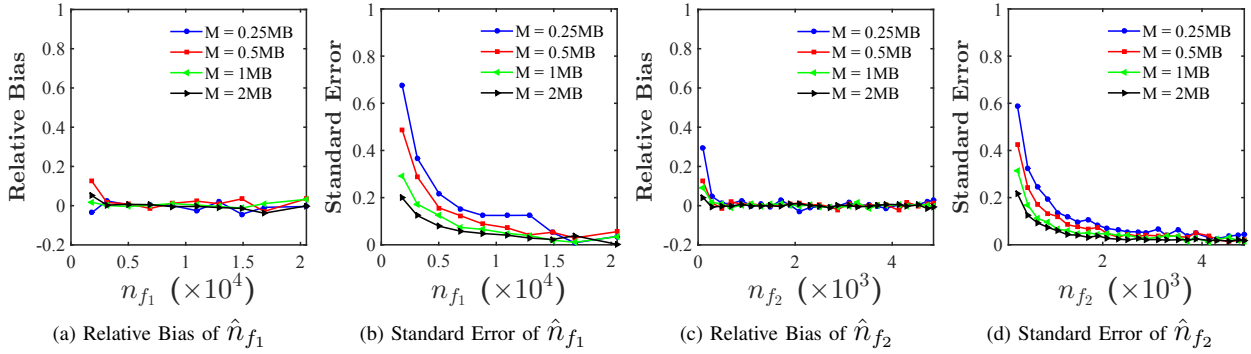 Relative Bias
1
0.8
0.6
0.4
0.2
0
-0.2
M = 0.25MB
M = 0.5MB
M = 1MB
M = 2MB
0 0.5 1 1.5 2
n_{f_1} (×10^4)
(a) Relative Bias of n̂_{f_1}
Standard Error
1
0.8
0.6
0.4
0.2
0
M = 0.25MB
M = 0.5MB
M = 1MB
M = 2MB
0 0.5 1 1.5 2
n_{f_1} (×10^4)
(b) Standard Error of n̂_{f_1}
Relative Bias
1
0.8
0.6
0.4
0.2
0
-0.2
M = 0.25MB
M = 0.5MB
M = 1MB
M = 2MB
0 2 4
n_{f_2} (×10^3)
(c) Relative Bias of n̂_{f_2}
Standard Error
1
0.8
0.6
0.4
0.2
0
M = 0.25MB
M = 0.5MB
M = 1MB
M = 2MB
0 2 4
n_{f_2} (×10^3)
(d) Standard Error of n̂_{f_2}